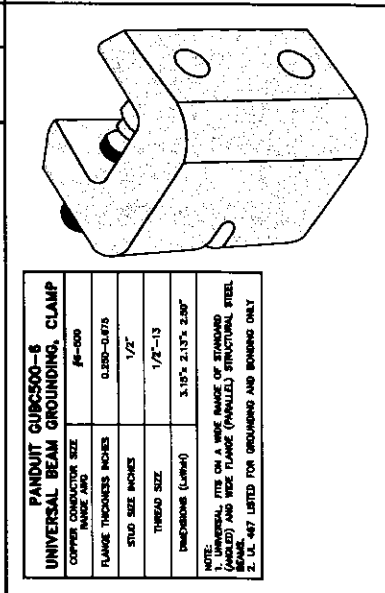 PANDUIT GUBC500-6
UNIVERSAL BEAM GROUNDING, CLAMP
COPPER CONDUCTOR SIZE
RANGE AWG
#6-500
FLANGE THICKNESS INCHES
0.250-0.875
STUD SIZE INCHES
1/2"
THREAD SIZE
1/2"-13
DIMENSIONS (LxWxH)
3.15"x 2.13"x 2.50"
NOTE:
1. UNIVERSAL, FITS ON A WIDE RANGE OF STANDARD
(ANGLED) AND WIDE FLANGE (PARALLEL) STRUCTURAL STEEL
BEAMS.
2. UL 467 LISTED FOR GROUNDING AND BONDING ONLY